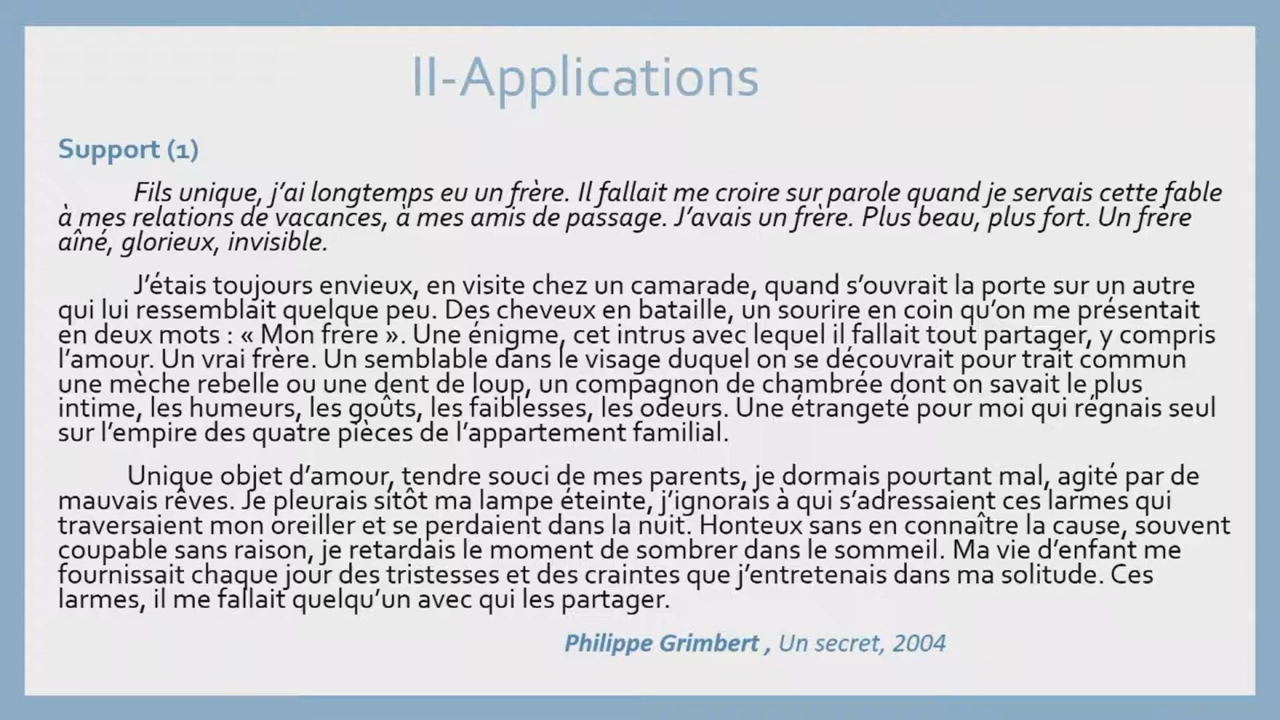 II-Applications
Support (1)
Fils unique, j'ai longtemps eu un frère. Il fallait me croire sur parole quand je servais cette fable
à mes relations de vacances, à mes amis de passage. J'avais un frère. Plus beau, plus fort. Un frère
aîné, glorieux, invisible.
J'étais toujours envieux, en visite chez un camarade, quand s'ouvrait la porte sur un autre
qui lui ressemblait quelque peu. Des cheveux en bataille, un sourire en coin qu'on me présentait
en deux mots : « Mon frère ». Une énigme, cet intrus avec lequel il fallait tout partager, y compris
l'amour. Un vrai frère. Un semblable dans le visage duquel on se découvrait pour trait commun
une mèche rebelle ou une dent de loup, un compagnon de chambrée dont on savait le plus
intime, les humeurs, les goûts, les faiblesses, les odeurs. Une étrangeté pour moi qui régnais seul
sur l'empire des quatre pièces de l'appartement familial.
Unique objet d'amour, tendre souci de mes parents, je dormais pourtant mal, agité par de
mauvais rêves. Je pleurais sitôt ma lampe éteinte, j'ignorais à qui s'adressaient ces larmes qui
traversaient mon oreiller et se perdaient dans la nuit. Honteux sans en connaître la cause, souvent
coupable sans raison, je retardais le moment de sombrer dans le sommeil. Ma vie d'enfant me
fournissait chaque jour des tristesses et des craintes que j'entretenais dans ma solitude. Ces
larmes, il me fallait quelqu'un avec qui les partager.
Philippe Grimbert , Un secret, 2004